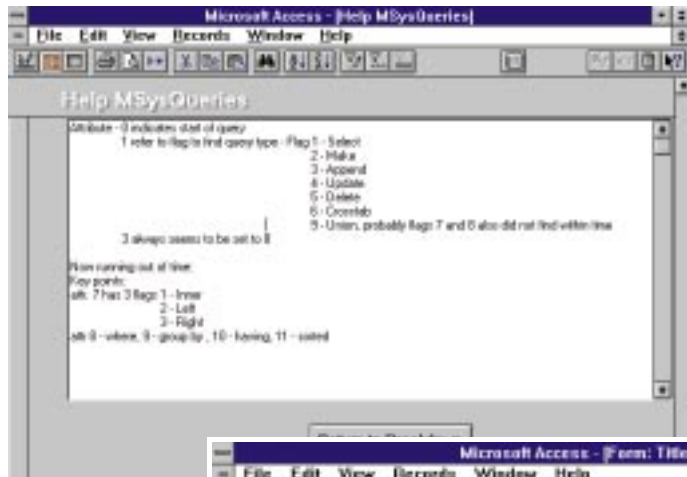 Microsoft Access - [Help MSysQueries]
File Edit View Records Window Help
Help MSysQueries
Attribute - 0 indicates start of query
1 refer to flag to find query type - Flag 1 - Select
2 - Make
3 - Append
4 - Update
5 - Delete
6 - Crosstab
9 - Union, probably flags 7 and 8 also did not find within time
3 always seems to be set to 8
Now running out of time.
Key points:
att. 7 has 3 flags 1 - Inner
2 - Left
3 - Right
att 8 - where, 9 - group by , 10 - having, 11 - sorted
Microsoft Access - [Form: Title
File Edit View Records Window Help